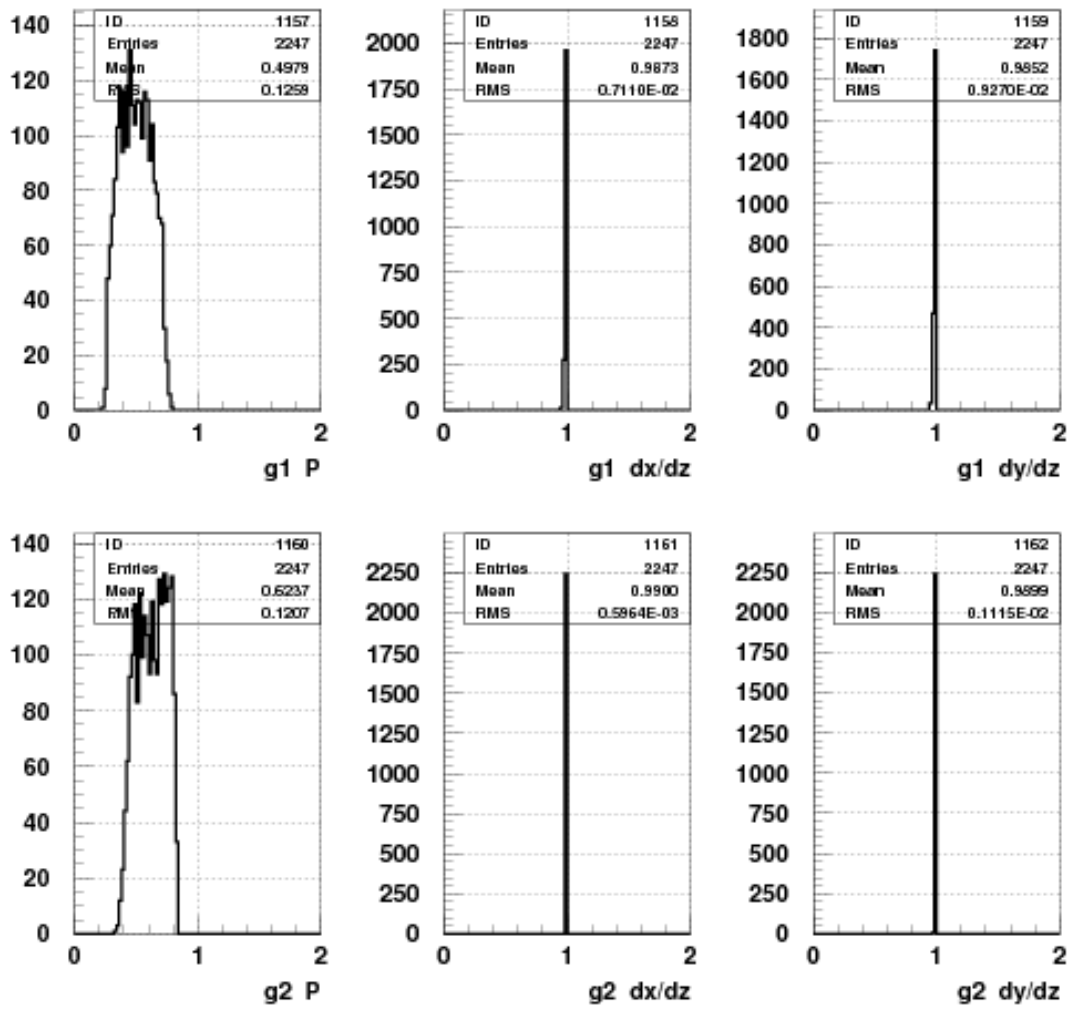 ID 1157
Entries 2247
Mean 0.4979
RMS 0.1259
140
120
100
80
60
40
20
0
0 1 2
g1 P
ID 1158
Entries 2247
Mean 0.9873
RMS 0.7110E-02
2000
1750
1500
1250
1000
750
500
250
0
0 1 2
g1 dx/dz
ID 1159
Entries 2247
Mean 0.9852
RMS 0.9270E-02
1800
1600
1400
1200
1000
800
600
400
200
0
0 1 2
g1 dy/dz
ID 1160
Entries 2247
Mean 0.6237
RMS 0.1207
140
120
100
80
60
40
20
0
0 1 2
g2 P
ID 1161
Entries 2247
Mean 0.9900
RMS 0.5964E-03
2250
2000
1750
1500
1250
1000
750
500
250
0
0 1 2
g2 dx/dz
ID 1162
Entries 2247
Mean 0.9899
RMS 0.1115E-02
2250
2000
1750
1500
1250
1000
750
500
250
0
0 1 2
g2 dy/dz